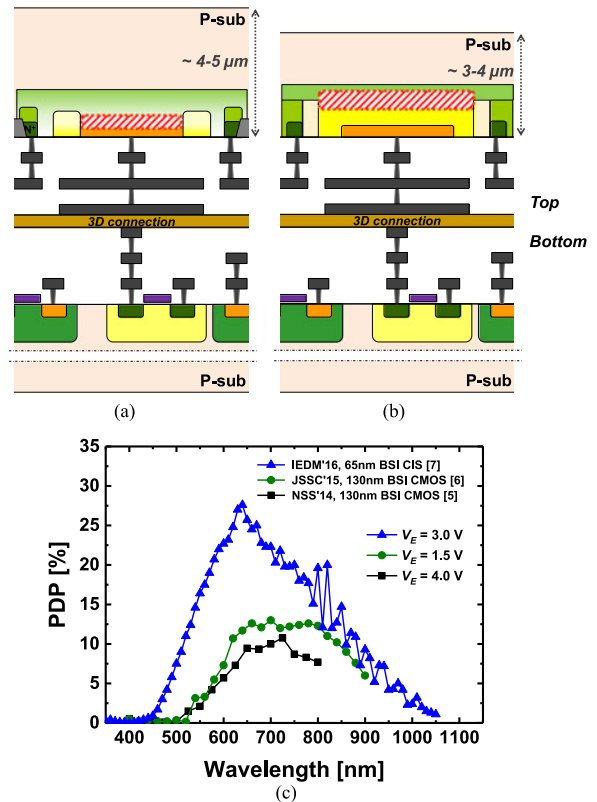 P-sub
~ 4-5 µm
N+
P-sub
~ 3-4 µm
3D connection
3D connection
Top
Bottom
P-sub
P-sub
(a)
(b)
35
30
25
20
15
10
5
0
PDP [%]
IEDM'16, 65nm BSI CIS [7]
JSSC'15, 130nm BSI CMOS [6]
NSS'14, 130nm BSI CMOS [5]
VE = 3.0 V
VE = 1.5 V
VE = 4.0 V
400 500 600 700 800 900 1000 1100
Wavelength [nm]
(c)